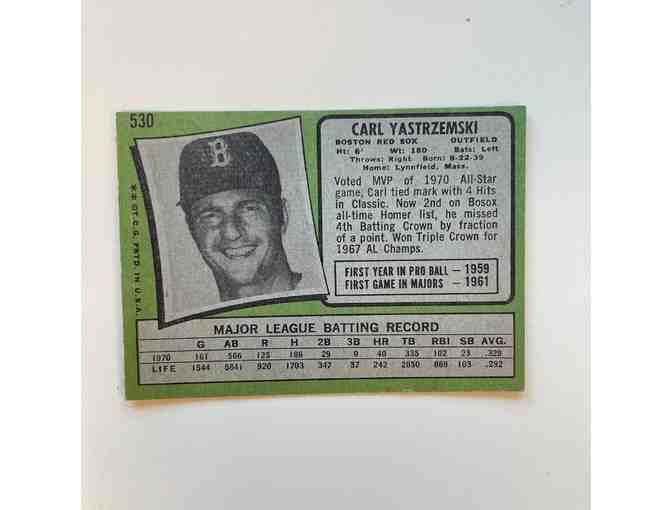 530
CARL YASTRZEMSKI
BOSTON RED SOX OUTFIELD
Ht: 6' Wt: 180 Bats: Left
Throws: Right Born: 8-22-39
Home: Lynnfield, Mass.
Voted MVP of 1970 All-Star
game, Carl tied mark with 4 Hits
in Classic. Now 2nd on Bosox
all-time Homer list, he missed
4th Batting Crown by fraction
of a point. Won Triple Crown for
1967 AL Champs.
FIRST YEAR IN PRO BALL — 1959
FIRST GAME IN MAJORS — 1961
B
** ©T.C.G. PRTD. IN U.S.A.
MAJOR LEAGUE BATTING RECORD
G AB R H 2B 3B HR TB RBI SB AVG.
1970 161 566 125 186 29 0 40 335 102 23 .329
LIFE 1544 5841 920 1703 347 37 242 2850 869 103 .292